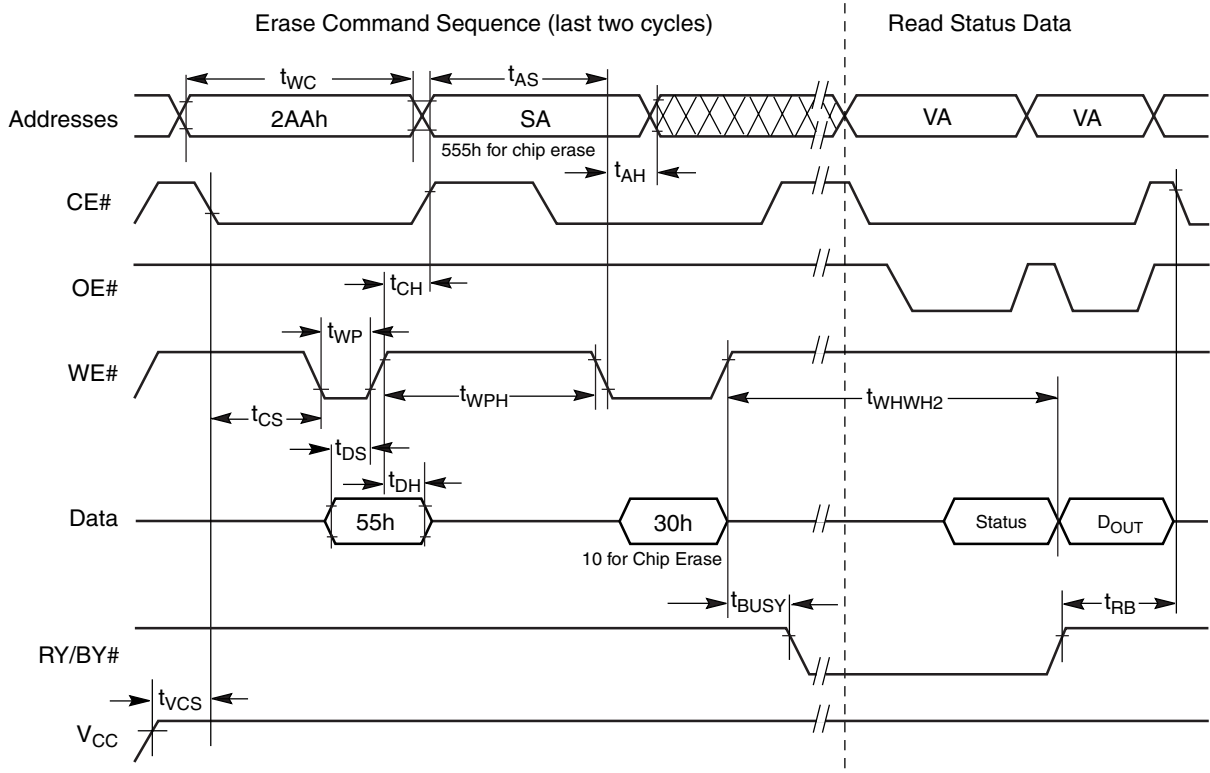 Erase Command Sequence (last two cycles)
Read Status Data
tWC
tAS
Addresses
2AAh
SA
VA
VA
555h for chip erase
tAH
CE#
OE#
tCH
tWP
WE#
tWPH
tWHWH2
tCS
tDS
tDH
Data
55h
30h
Status
DOUT
10 for Chip Erase
tBUSY
tRB
RY/BY#
tVCS
VCC